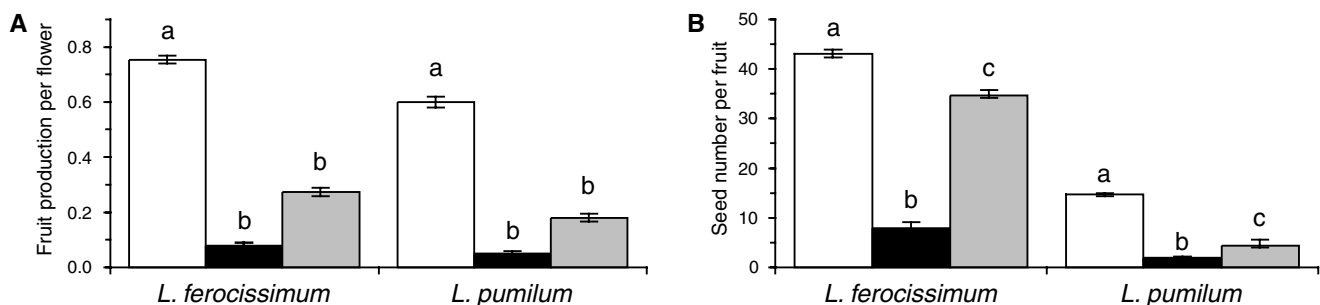 A
Fruit production per flower
0.8
0.6
0.4
0.2
0.0
a
b
b
a
b
b
L. ferocissimum
L. pumilum
B
Seed number per fruit
50
40
30
20
10
0
a
b
c
a
b
c
L. ferocissimum
L. pumilum